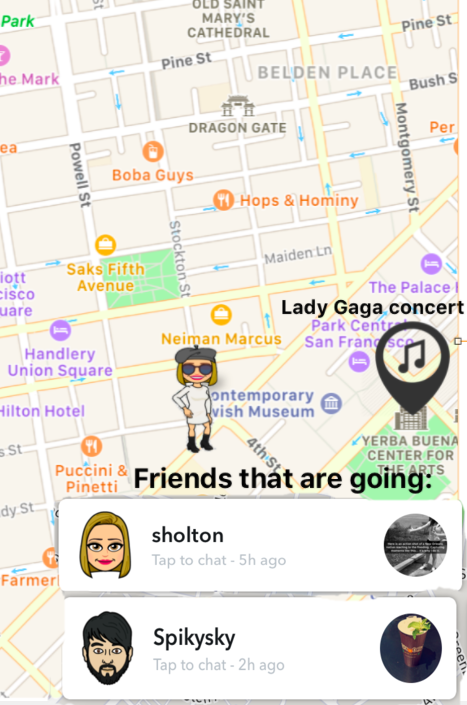 OLD SAINT
MARY'S
CATHEDRAL
Park
Pine St
Pine St
he Mark
BELDEN PLACE
Bush S
DRAGON GATE
Montgomery St
Per
ea
Powell St
Boba Guys
Hops & Hominy
Stockton St
Maiden Ln
Saks Fifth
Avenue
iott
cisco
uare
The Palace H
Lady Gaga concert
Neiman Marcus
Park Centra
San Francisco
Handlery
Union Square
ontemporary
wish Museum
Hilton Hotel
YERBA BUENA
CENTER FOR
THE ARTS
s St
4th St
Puccini &
Pinetti
Friends that are going:
dy St
sholton
Tap to chat - 5h ago
Farmer
Spikysky
Tap to chat - 2h ago